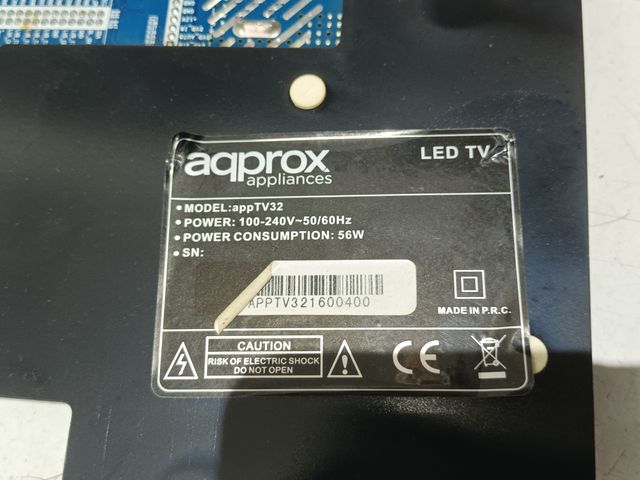 aqprox
appliances
LED TV
• MODEL:appTV32
• POWER: 100-240V~50/60Hz
• POWER CONSUMPTION: 56W
• SN:
APPTV321600400
MADE IN P.R.C.
CAUTION
RISK OF ELECTRIC SHOCK
DO NOT OPEN
CE